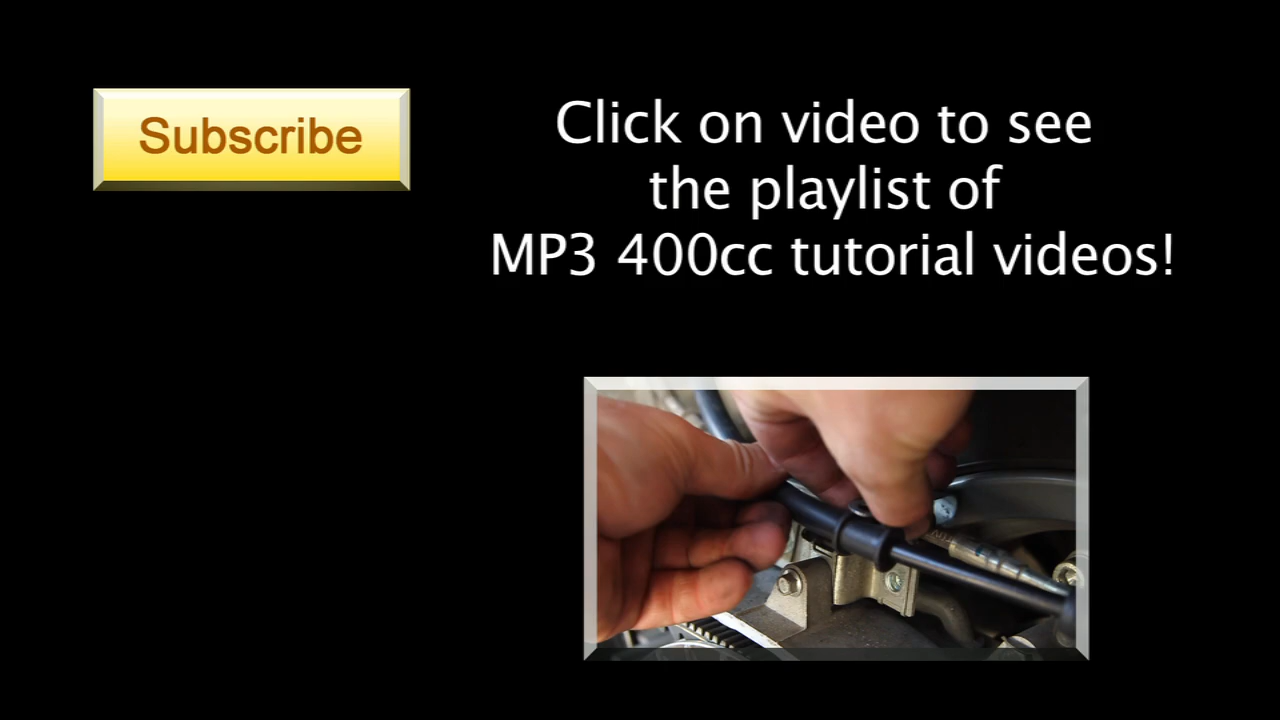 Subscribe
Click on video to see
the playlist of
MP3 400cc tutorial videos!